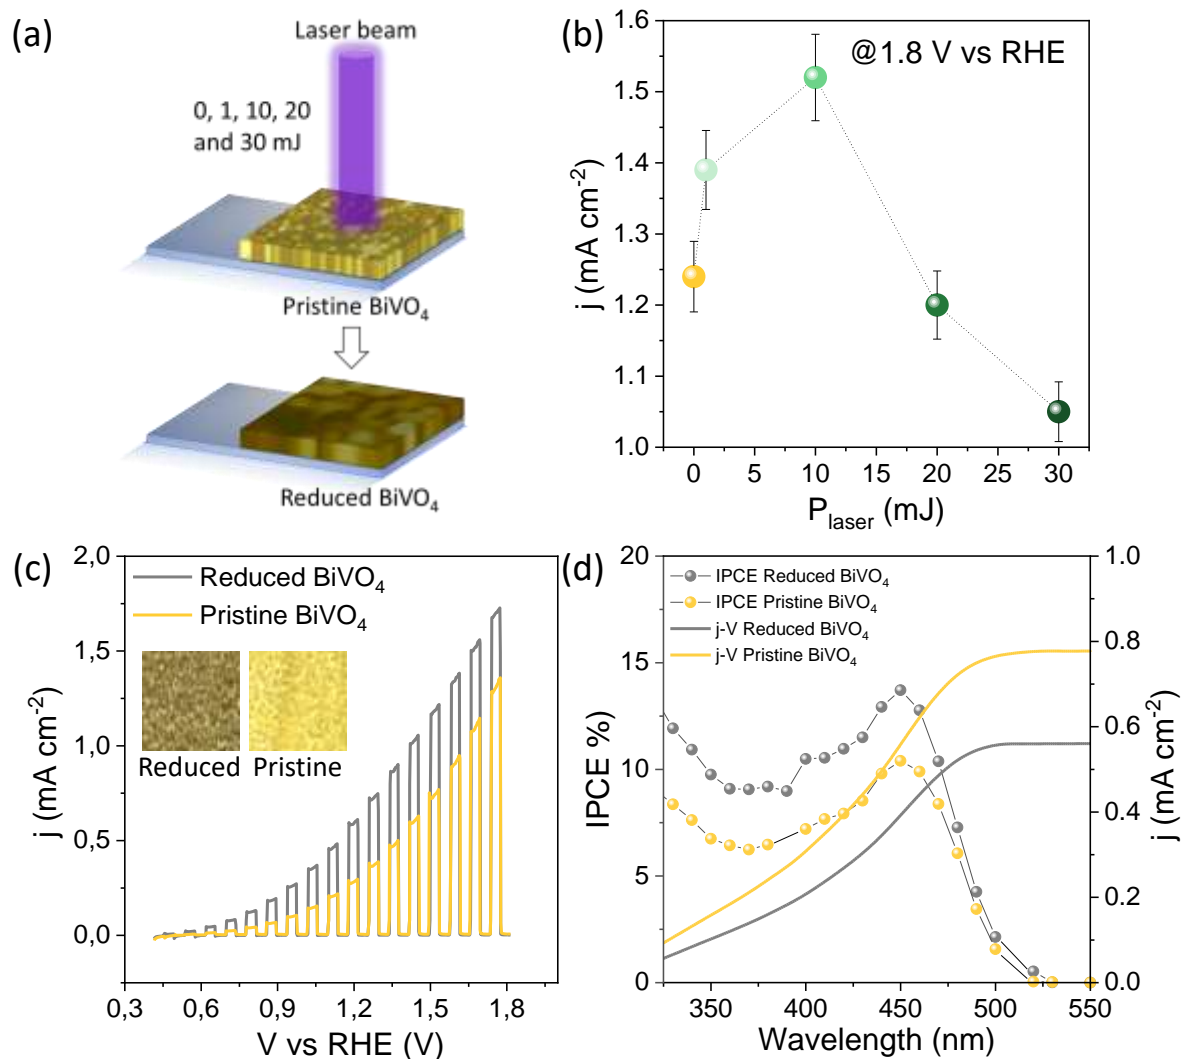 (a)
Laser beam
0, 1, 10, 20
and 30 mJ
Pristine BiVO₄
Reduced BiVO₄
(b)
@1.8 V vs RHE
1.6
1.5
1.4
1.3
1.2
1.1
1.0
j (mA cm⁻²)
0 5 10 15 20 25 30
P_laser (mJ)
(c)
Reduced BiVO₄
Pristine BiVO₄
Reduced Pristine
2,0
1,5
1,0
0,5
0,0
j (mA cm⁻²)
0,3 0,6 0,9 1,2 1,5 1,8
V vs RHE (V)
(d)
IPCE Reduced BiVO₄
IPCE Pristine BiVO₄
j-V Reduced BiVO₄
j-V Pristine BiVO₄
20
15
10
5
0
IPCE %)
1.0
0.8
0.6
0.4
0.2
0.0
j (mA cm⁻²)
350 400 450 500 550
Wavelength (nm)